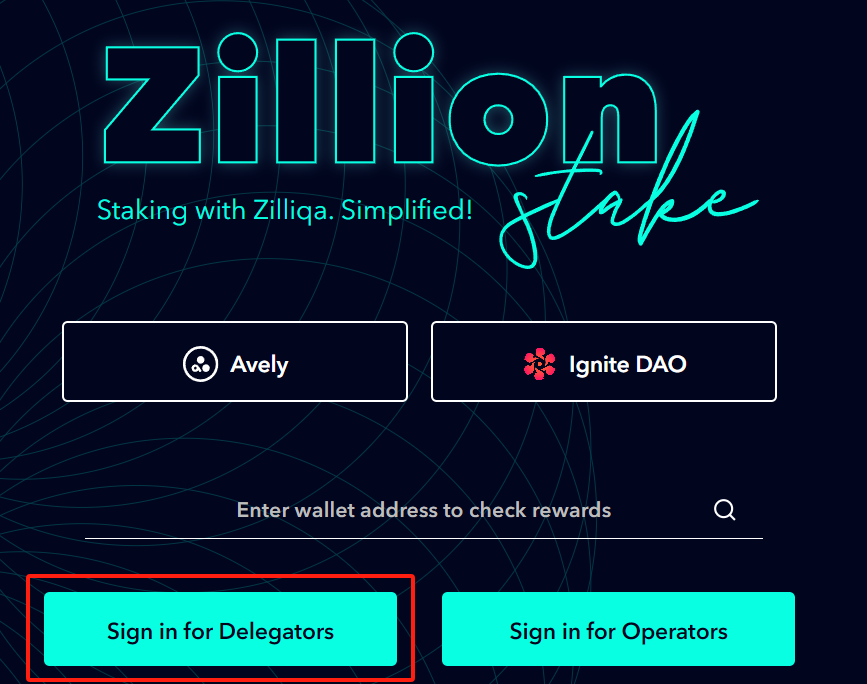 Zillion
stake
Staking with Zilliqa. Simplified!
Avely
Ignite DAO
Enter wallet address to check rewards
Sign in for Delegators
Sign in for Operators